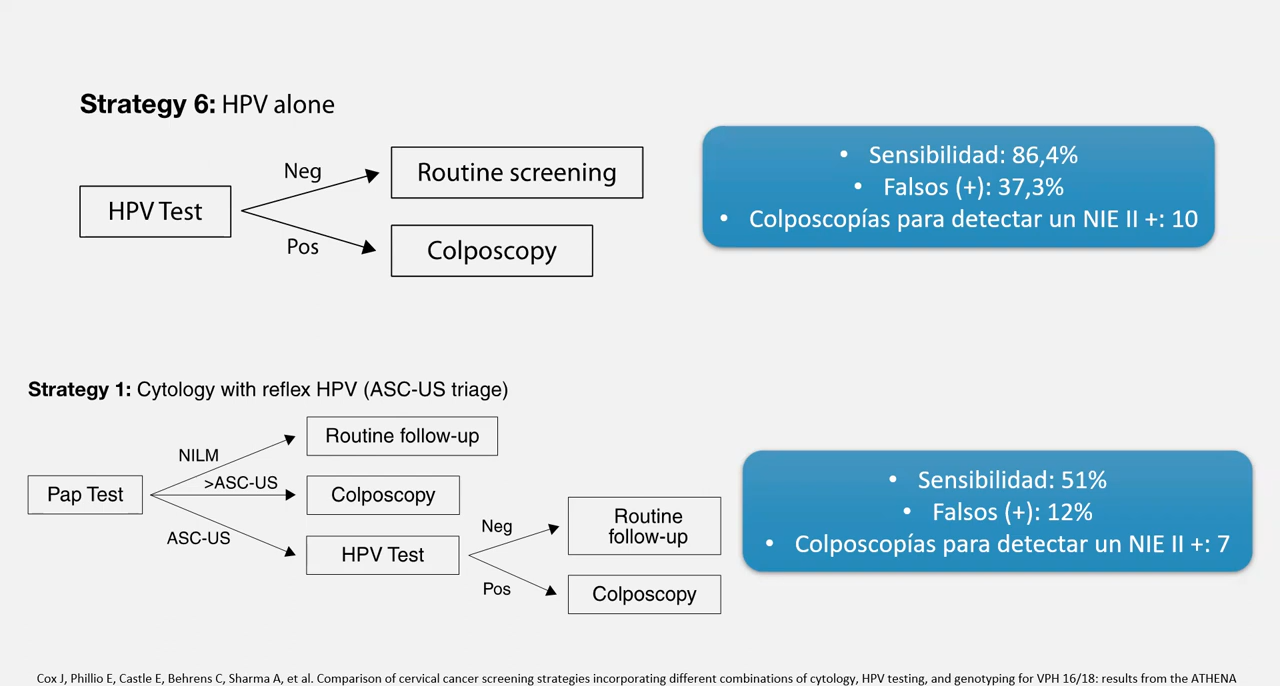 Strategy 6: HPV alone
HPV Test
Neg
Pos
Routine screening
Colposcopy
• Sensibilidad: 86,4%
• Falsos (+): 37,3%
• Colposcopías para detectar un NIE II +: 10
Strategy 1: Cytology with reflex HPV (ASC-US triage)
Pap Test
NILM
>ASC-US
ASC-US
Routine follow-up
Colposcopy
HPV Test
Neg
Pos
Routine
follow-up
Colposcopy
• Sensibilidad: 51%
• Falsos (+): 12%
• Colposcopías para detectar un NIE II +: 7
Cox J, Phillio E, Castle E, Behrens C, Sharma A, et al. Comparison of cervical cancer screening strategies incorporating different combinations of cytology, HPV testing, and genotyping for VPH 16/18: results from the ATHENA